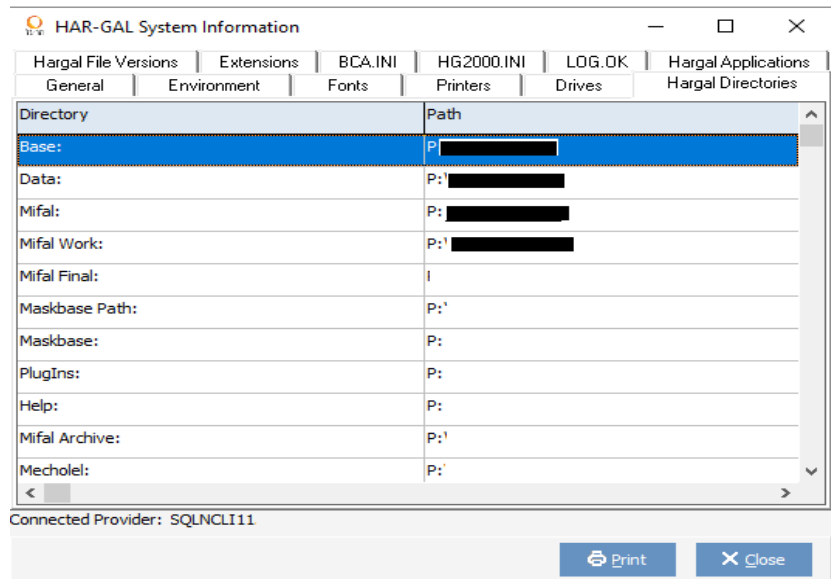 HAR-GAL System Information
Hargal File Versions Extensions BCA.INI HG2000.INI LOG.OK Hargal Applications
General Environment Fonts Printers Drives Hargal Directories
Directory Path
Base: P
Data: P:\
Mifal: P:
Mifal Work: P:\
Mifal Final:
Maskbase Path: P:\
Maskbase: P:
PlugIns: P:
Help: P:
Mifal Archive: P:\
Mecholel: P:
Connected Provider: SQLNCLI11
Print Close